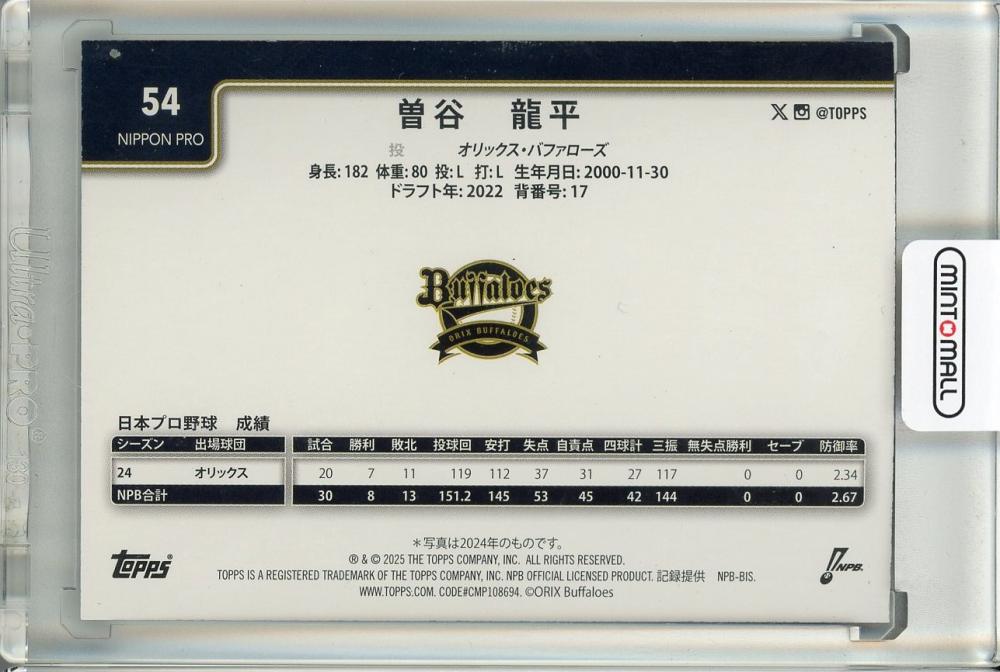 54
NIPPON PRO
曽谷 龍平
@TOPPS
投 オリックス・バファローズ
身長: 182 体重: 80 投: L 打: L 生年月日: 2000-11-30
ドラフト年: 2022 背番号: 17
Buffaloes
ORIX BUFFALOES
MINTOMALL
Ultra·PRO®
日本プロ野球 成績
シーズン 出場球団 試合 勝利 敗北 投球回 安打 失点 自責点 四球計 三振 無失点勝利 セーブ 防御率
24 オリックス 20 7 11 119 112 37 31 27 117 0 0 2.34
NPB合計 30 8 13 151.2 145 53 45 42 144 0 0 2.67
＊写真は2024年のものです。
® & © 2025 THE TOPPS COMPANY, INC. ALL RIGHTS RESERVED.
TOPPS IS A REGISTERED TRADEMARK OF THE TOPPS COMPANY, INC. NPB OFFICIAL LICENSED PRODUCT. 記録提供 NPB-BIS.
WWW.TOPPS.COM. CODE#CMP108694. ©ORIX Buffaloes
TOPPS®
NPB.